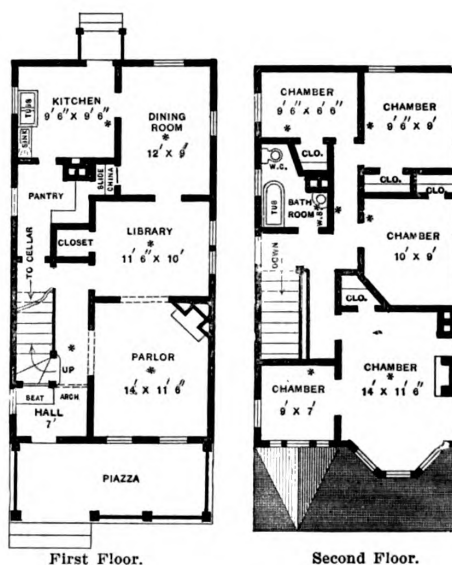 KITCHEN
9' 6" X 9' 6"
TUBS
SINK
DINING
ROOM
12' X 9'
PANTRY
SLIDE
CHINA
CLOSET
LIBRARY
11' 6" X 10'
TO CELLAR
UP
PARLOR
14' X 11' 6"
SEAT
ARCH
HALL
7'
PIAZZA
First Floor.
CHAMBER
9' 6" X 6' 6"
CHAMBER
9' 6" X 9'
CLO.
W.C.
CLO.
CLO.
BATH
ROOM
TUB
W.B.
CHAMBER
10' X 9'
DOWN
CLO.
CHAMBER
14' X 11' 6"
CHAMBER
9' X 7'
Second Floor.